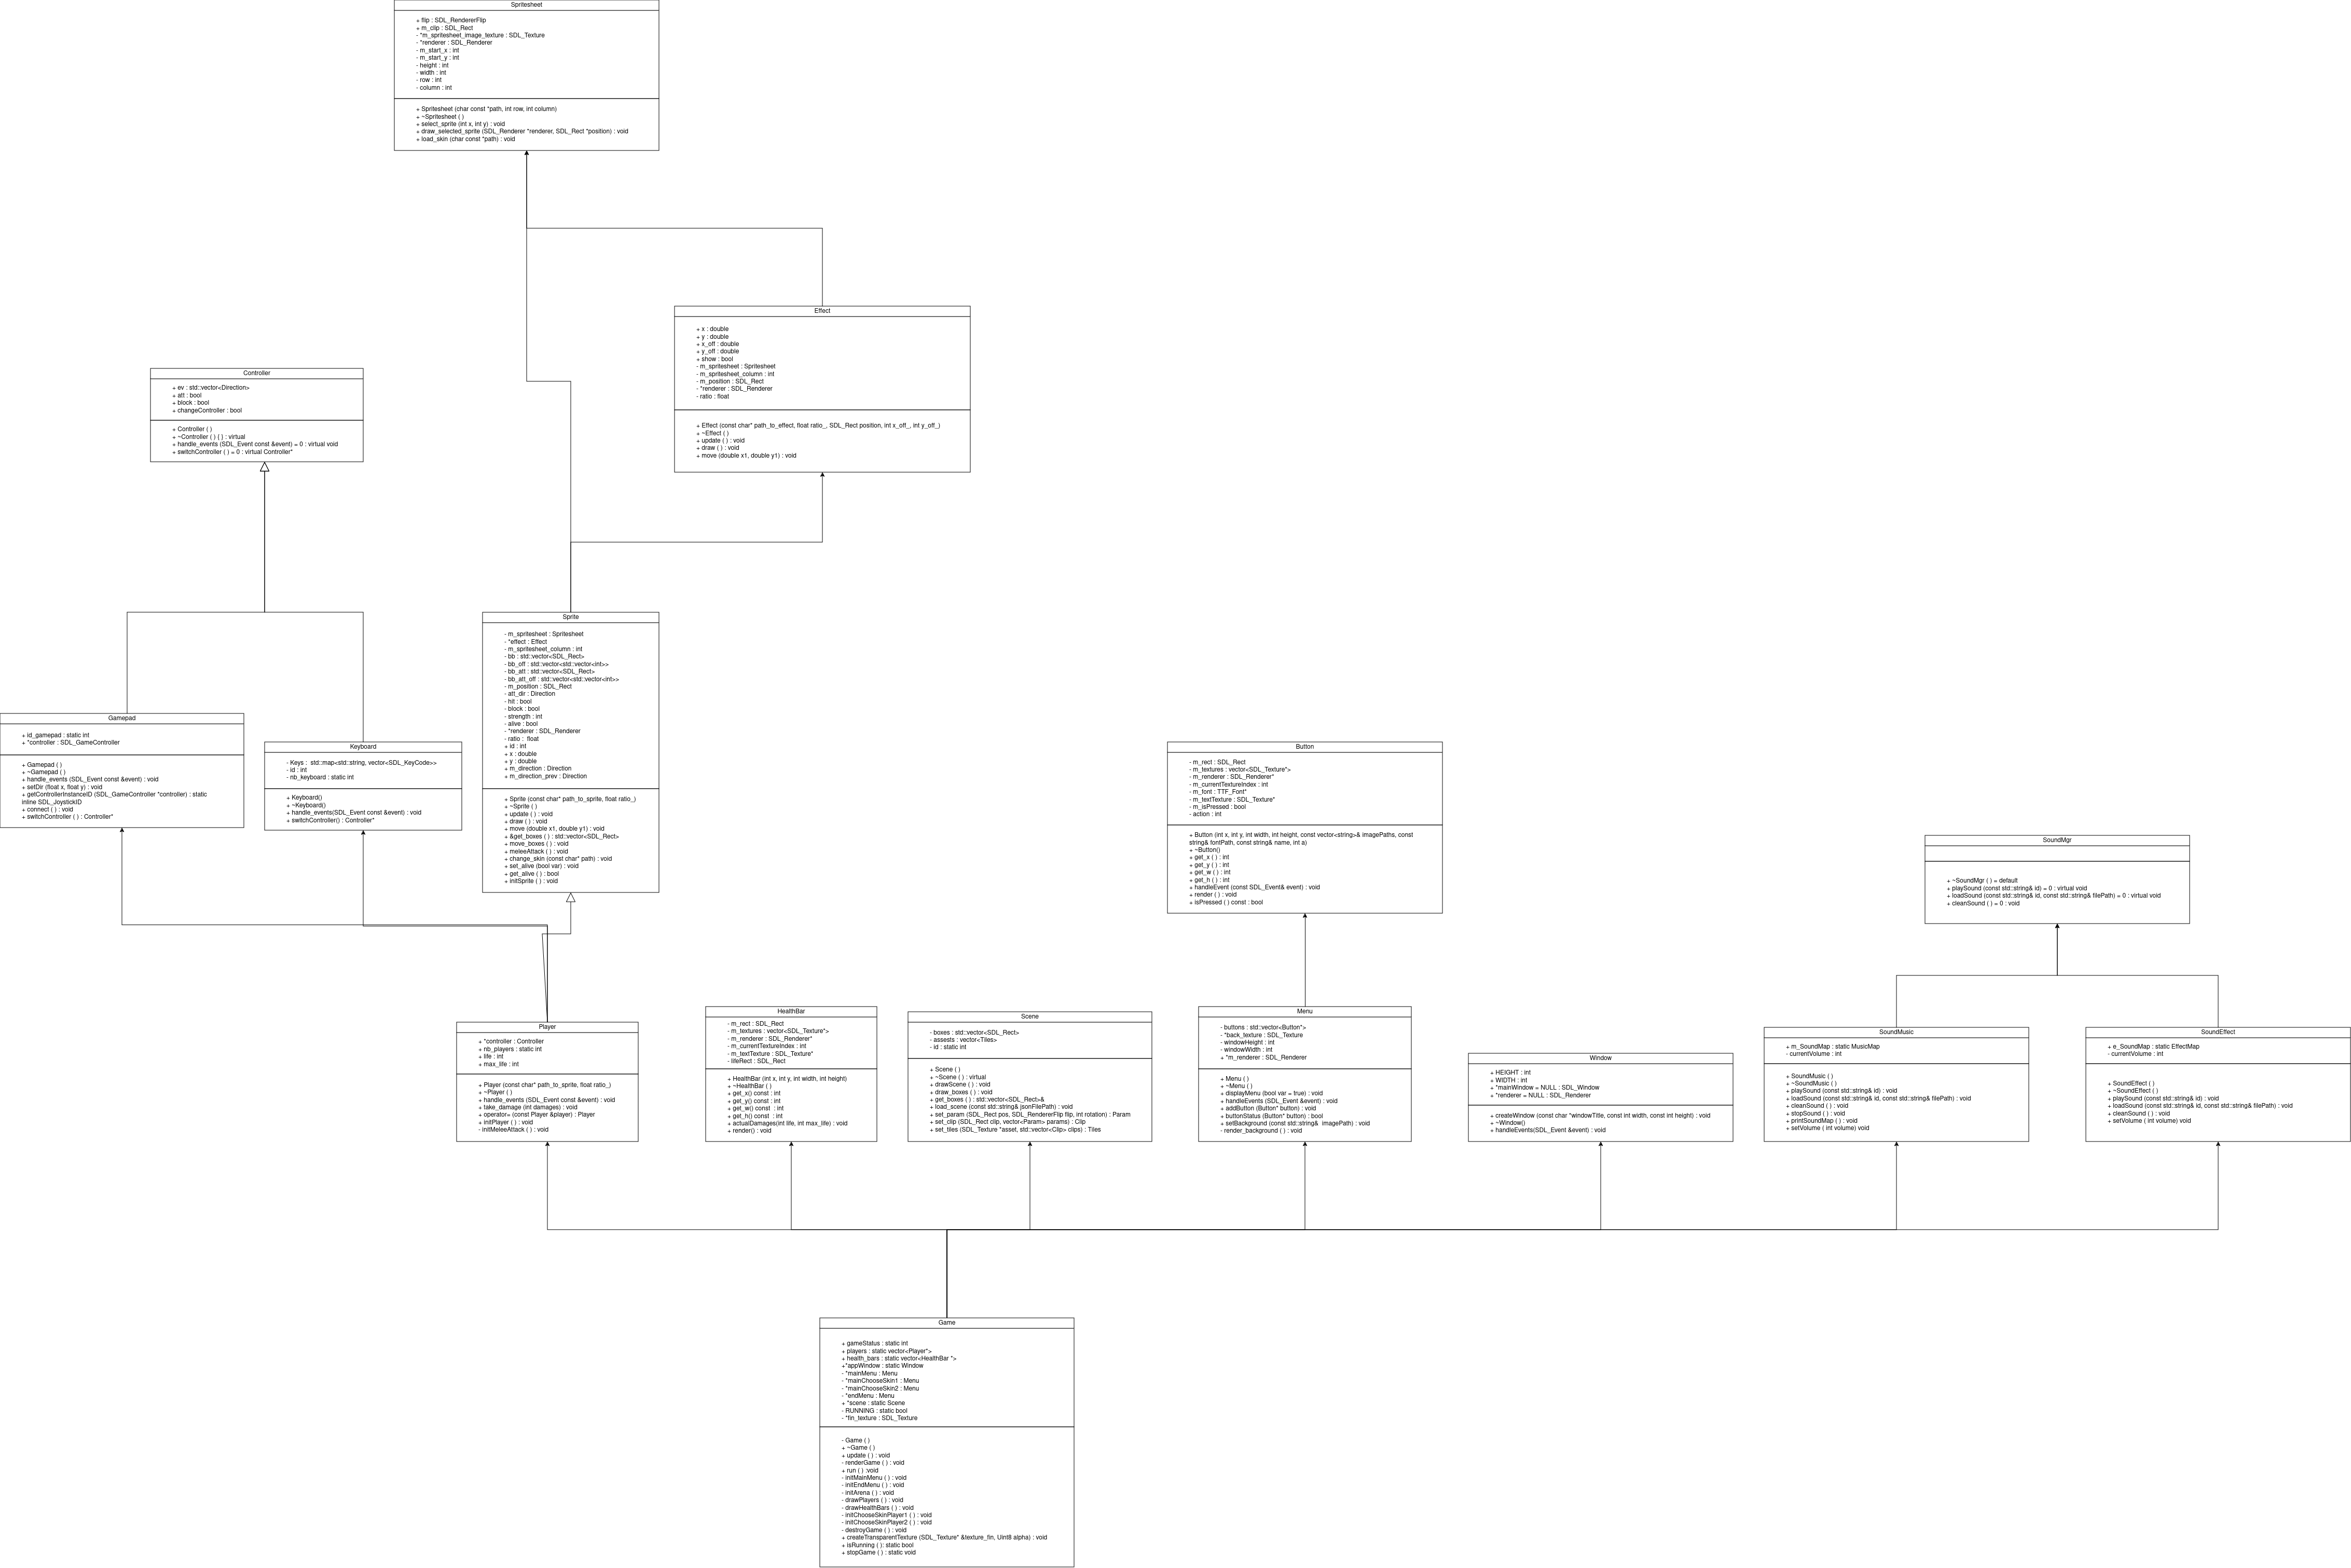 Spritesheet
+ flip : SDL_RendererFlip
+ m_clip : SDL_Rect
- *m_spritesheet_image_texture : SDL_Texture
- *renderer : SDL_Renderer
- m_start_x : int
- m_start_y : int
- height : int
- width : int
- row : int
- column : int
+ Spritesheet (char const *path, int row, int column)
+ ~Spritesheet ( )
+ select_sprite (int x, int y) : void
+ draw_selected_sprite (SDL_Renderer *renderer, SDL_Rect *position) : void
+ load_skin (char const *path) : void
Effect
+ x : double
+ y : double
+ x_off : double
+ y_off : double
+ show : bool
- m_spritesheet : Spritesheet
- m_spritesheet_column : int
- m_position : SDL_Rect
- *renderer : SDL_Renderer
- ratio : float
+ Effect (const char* path_to_effect, float ratio_, SDL_Rect position, int x_off_, int y_off_)
+ ~Effect ( )
+ update ( ) : void
+ draw ( ) : void
+ move (double x1, double y1) : void
Controller
+ ev : std::vector<Direction>
+ att : bool
+ block : bool
+ changeController : bool
+ Controller ( )
+ ~Controller ( ) { } : virtual
+ handle_events (SDL_Event const &event) = 0 : virtual void
+ switchController ( ) = 0 : virtual Controller*
Sprite
- m_spritesheet : Spritesheet
- *effect : Effect
- m_spritesheet_column : int
- bb : std::vector<SDL_Rect>
- bb_off : std::vector<std::vector<int>>
- bb_att : std::vector<SDL_Rect>
- bb_att_off : std::vector<std::vector<int>>
- m_position : SDL_Rect
- att_dir : Direction
- hit : bool
- block : bool
- strength : int
- alive : bool
- *renderer : SDL_Renderer
- ratio :  float
+ id : int
+ x : double
+ y : double
+ m_direction : Direction
+ m_direction_prev : Direction
+ Sprite (const char* path_to_sprite, float ratio_)
+ ~Sprite ( )
+ update ( ) : void
+ draw ( ) : void
+ move (double x1, double y1) : void
+ &get_boxes ( ) : std::vector<SDL_Rect>
+ move_boxes ( ) : void
+ meleeAttack ( ) : void
+ change_skin (const char* path) : void
+ set_alive (bool var) : void
+ get_alive ( ) : bool
+ initSprite ( ) : void
Gamepad
+ id_gamepad : static int
+ *controller : SDL_GameController
+ Gamepad ( )
+ ~Gamepad ( )
+ handle_events (SDL_Event const &event) : void
+ setDir (float x, float y) : void
+ getControllerInstanceID (SDL_GameController *controller) : static
inline SDL_JoystickID
+ connect ( ) : void
+ switchController ( ) : Controller*
Keyboard
- Keys :  std::map<std::string, vector<SDL_KeyCode>>
- id : int
- nb_keyboard : static int
+ Keyboard()
+ ~Keyboard()
+ handle_events(SDL_Event const &event) : void
+ switchController() : Controller*
Button
- m_rect : SDL_Rect
- m_textures : vector<SDL_Texture*>
- m_renderer : SDL_Renderer*
- m_currentTextureIndex : int
- m_font : TTF_Font*
- m_textTexture : SDL_Texture*
- m_isPressed : bool
- action : int
+ Button (int x, int y, int width, int height, const vector<string>& imagePaths, const
string& fontPath, const string& name, int a)
+ ~Button()
+ get_x ( ) : int
+ get_y ( ) : int
+ get_w ( ) : int
+ get_h ( ) : int
+ handleEvent (const SDL_Event& event) : void
+ render ( ) : void
+ isPressed ( ) const : bool
SoundMgr
+ ~SoundMgr ( ) = default
+ playSound (const std::string& id) = 0 : virtual void
+ loadSound (const std::string& id, const std::string& filePath) = 0 : virtual void
+ cleanSound ( ) = 0 : void
Player
+ *controller : Controller
+ nb_players : static int
+ life : int
+ max_life : int
+ Player (const char* path_to_sprite, float ratio_)
+ ~Player ( )
+ handle_events (SDL_Event const &event) : void
+ take_damage (int damages) : void
+ operator= (const Player &player) : Player
+ initPlayer ( ) : void
- initMeleeAttack ( ) : void
HealthBar
- m_rect : SDL_Rect
- m_textures : vector<SDL_Texture*>
- m_renderer : SDL_Renderer*
- m_currentTextureIndex : int
- m_textTexture : SDL_Texture*
- lifeRect : SDL_Rect
+ HealthBar (int x, int y, int width, int height)
+ ~HealthBar ( )
+ get_x() const : int
+ get_y() const : int
+ get_w() const  : int
+ get_h() const  : int
+ actualDamages(int life, int max_life) : void
+ render() : void
Scene
- boxes : std::vector<SDL_Rect>
- assests : vector<Tiles>
- id : static int
+ Scene ( )
+ ~Scene ( ) : virtual
+ drawScene ( ) : void
+ draw_boxes ( ) : void
+ get_boxes ( ) : std::vector<SDL_Rect>&
+ load_scene (const std::string& jsonFilePath) : void
+ set_param (SDL_Rect pos, SDL_RendererFlip flip, int rotation) : Param
+ set_clip (SDL_Rect clip, vector<Param> params) : Clip
+ set_tiles (SDL_Texture *asset, std::vector<Clip> clips) : Tiles
Menu
- buttons : std::vector<Button*>
- *back_texture : SDL_Texture
- windowHeight : int
- windowWidth : int
+ *m_renderer : SDL_Renderer
+ Menu ( )
+ ~Menu ( )
+ displayMenu (bool var = true) : void
+ handleEvents (SDL_Event &event) : void
+ addButton (Button* button) : void
+ buttonStatus (Button* button) : bool
+ setBackground (const std::string&  imagePath) : void
- render_background ( ) : void
Window
+ HEIGHT : int
+ WIDTH : int
+ *mainWindow = NULL : SDL_Window
+ *renderer = NULL : SDL_Renderer
+ createWindow (const char *windowTitle, const int width, const int height) : void
+ ~Window()
+ handleEvents(SDL_Event &event) : void
SoundMusic
+ m_SoundMap : static MusicMap
- currentVolume : int
+ SoundMusic ( )
+ ~SoundMusic ( )
+ playSound (const std::string& id) : void
+ loadSound (const std::string& id, const std::string& filePath) : void
+ cleanSound ( ) : void
+ stopSound ( ) : void
+ printSoundMap ( ) : void
+ setVolume ( int volume) void
SoundEffect
+ e_SoundMap : static EffectMap
- currentVolume : int
+ SoundEffect ( )
+ ~SoundEffect ( )
+ playSound (const std::string& id) : void
+ loadSound (const std::string& id, const std::string& filePath) : void
+ cleanSound ( ) : void
+ setVolume ( int volume) void
Game
+ gameStatus : static int
+ players : static vector<Player*>
+ health_bars : static vector<HealthBar *>
+*appWindow : static Window
- *mainMenu : Menu
- *mainChooseSkin1 : Menu
- *mainChooseSkin2 : Menu
- *endMenu : Menu
+ *scene : static Scene
- RUNNING : static bool
- *fin_texture : SDL_Texture
- Game ( )
+ ~Game ( )
+ update ( ) : void
- renderGame ( ) : void
+ run ( ) :void
- initMainMenu ( ) : void
- initEndMenu ( ) : void
- initArena ( ) : void
- drawPlayers ( ) : void
- drawHealthBars ( ) : void
- initChooseSkinPlayer1 ( ) : void
- initChooseSkinPlayer2 ( ) : void
- destroyGame ( ) : void
+ createTransparentTexture (SDL_Texture* &texture_fin, Uint8 alpha) : void
+ isRunning ( ): static bool
+ stopGame ( ) : static void